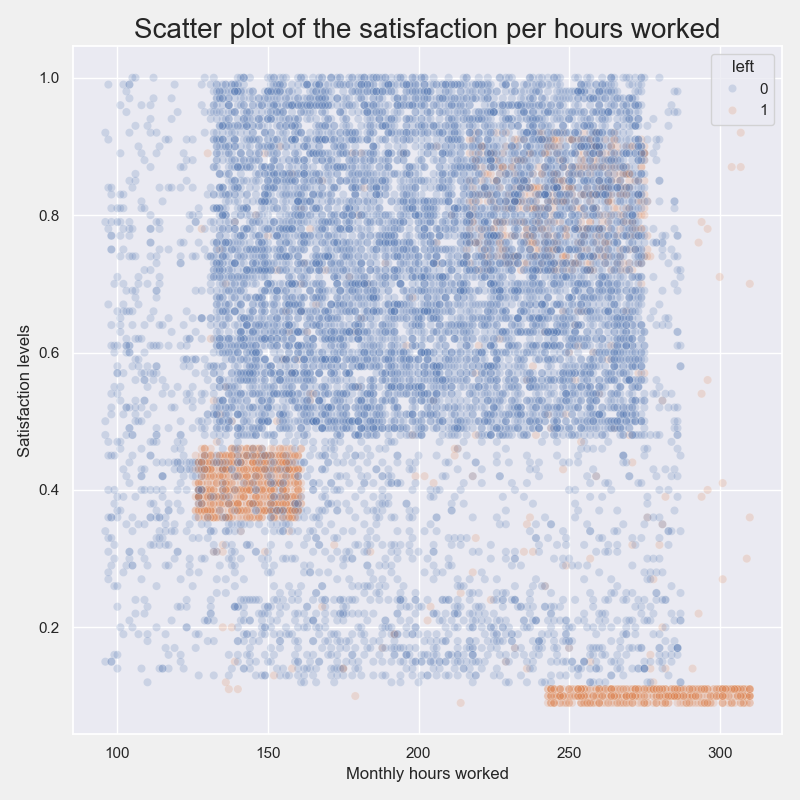 Scatter plot of the satisfaction per hours worked
left
0
1
1.0
0.8
0.6
0.4
0.2
Satisfaction levels
100 150 200 250 300
Monthly hours worked